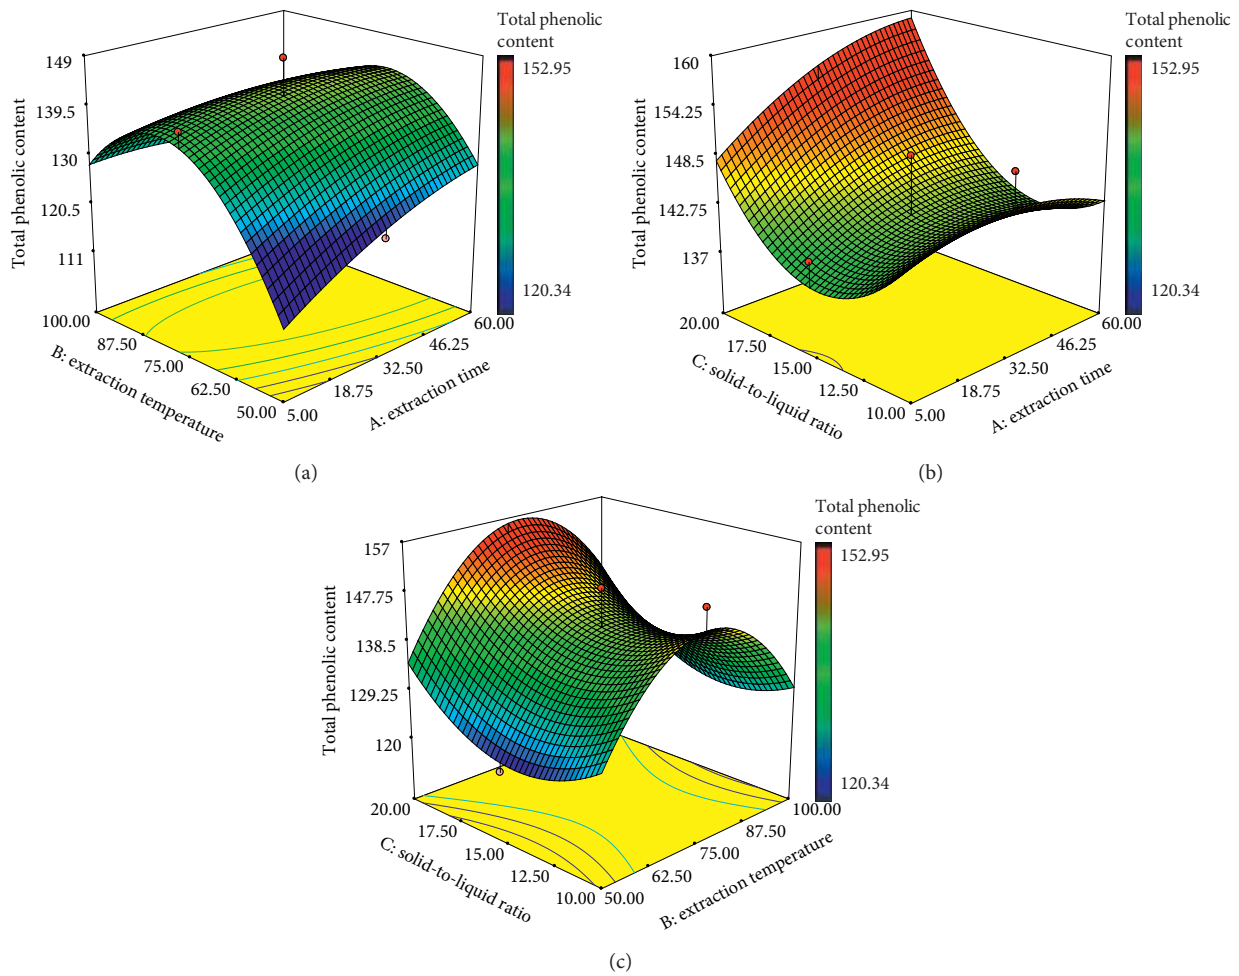 Total phenolic
content
152.95
120.34
149
139.5
130
120.5
111
Total phenolic content
100.00
87.50
75.00
62.50
50.00
B: extraction temperature
5.00
18.75
32.50
46.25
60.00
A: extraction time
(a)
Total phenolic
content
152.95
120.34
160
154.25
148.5
142.75
137
Total phenolic content
20.00
17.50
15.00
12.50
10.00
C: solid-to-liquid ratio
5.00
18.75
32.50
46.25
60.00
A: extraction time
(b)
Total phenolic
content
152.95
120.34
157
147.75
138.5
129.25
120
Total phenolic content
20.00
17.50
15.00
12.50
10.00
C: solid-to-liquid ratio
50.00
62.50
75.00
87.50
100.00
B: extraction temperature
(c)